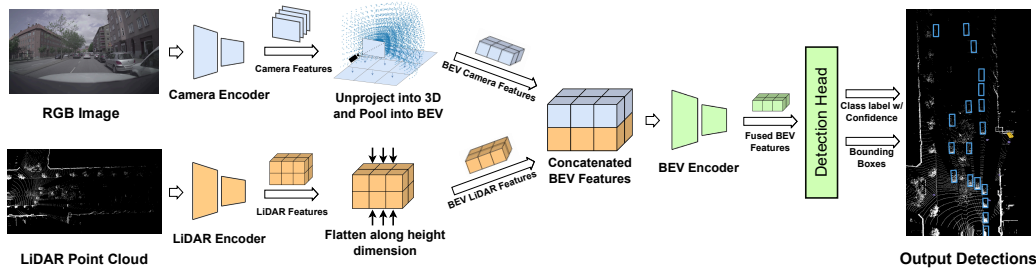 RGB Image
Camera Encoder
Camera Features
Unproject into 3D
and Pool into BEV
BEV Camera Features
LiDAR Point Cloud
LiDAR Encoder
LiDAR Features
Flatten along height
dimension
BEV LiDAR Features
Concatenated
BEV Features
BEV Encoder
Fused BEV
Features
Detection Head
Class label w/
Confidence
Bounding
Boxes
Output Detections